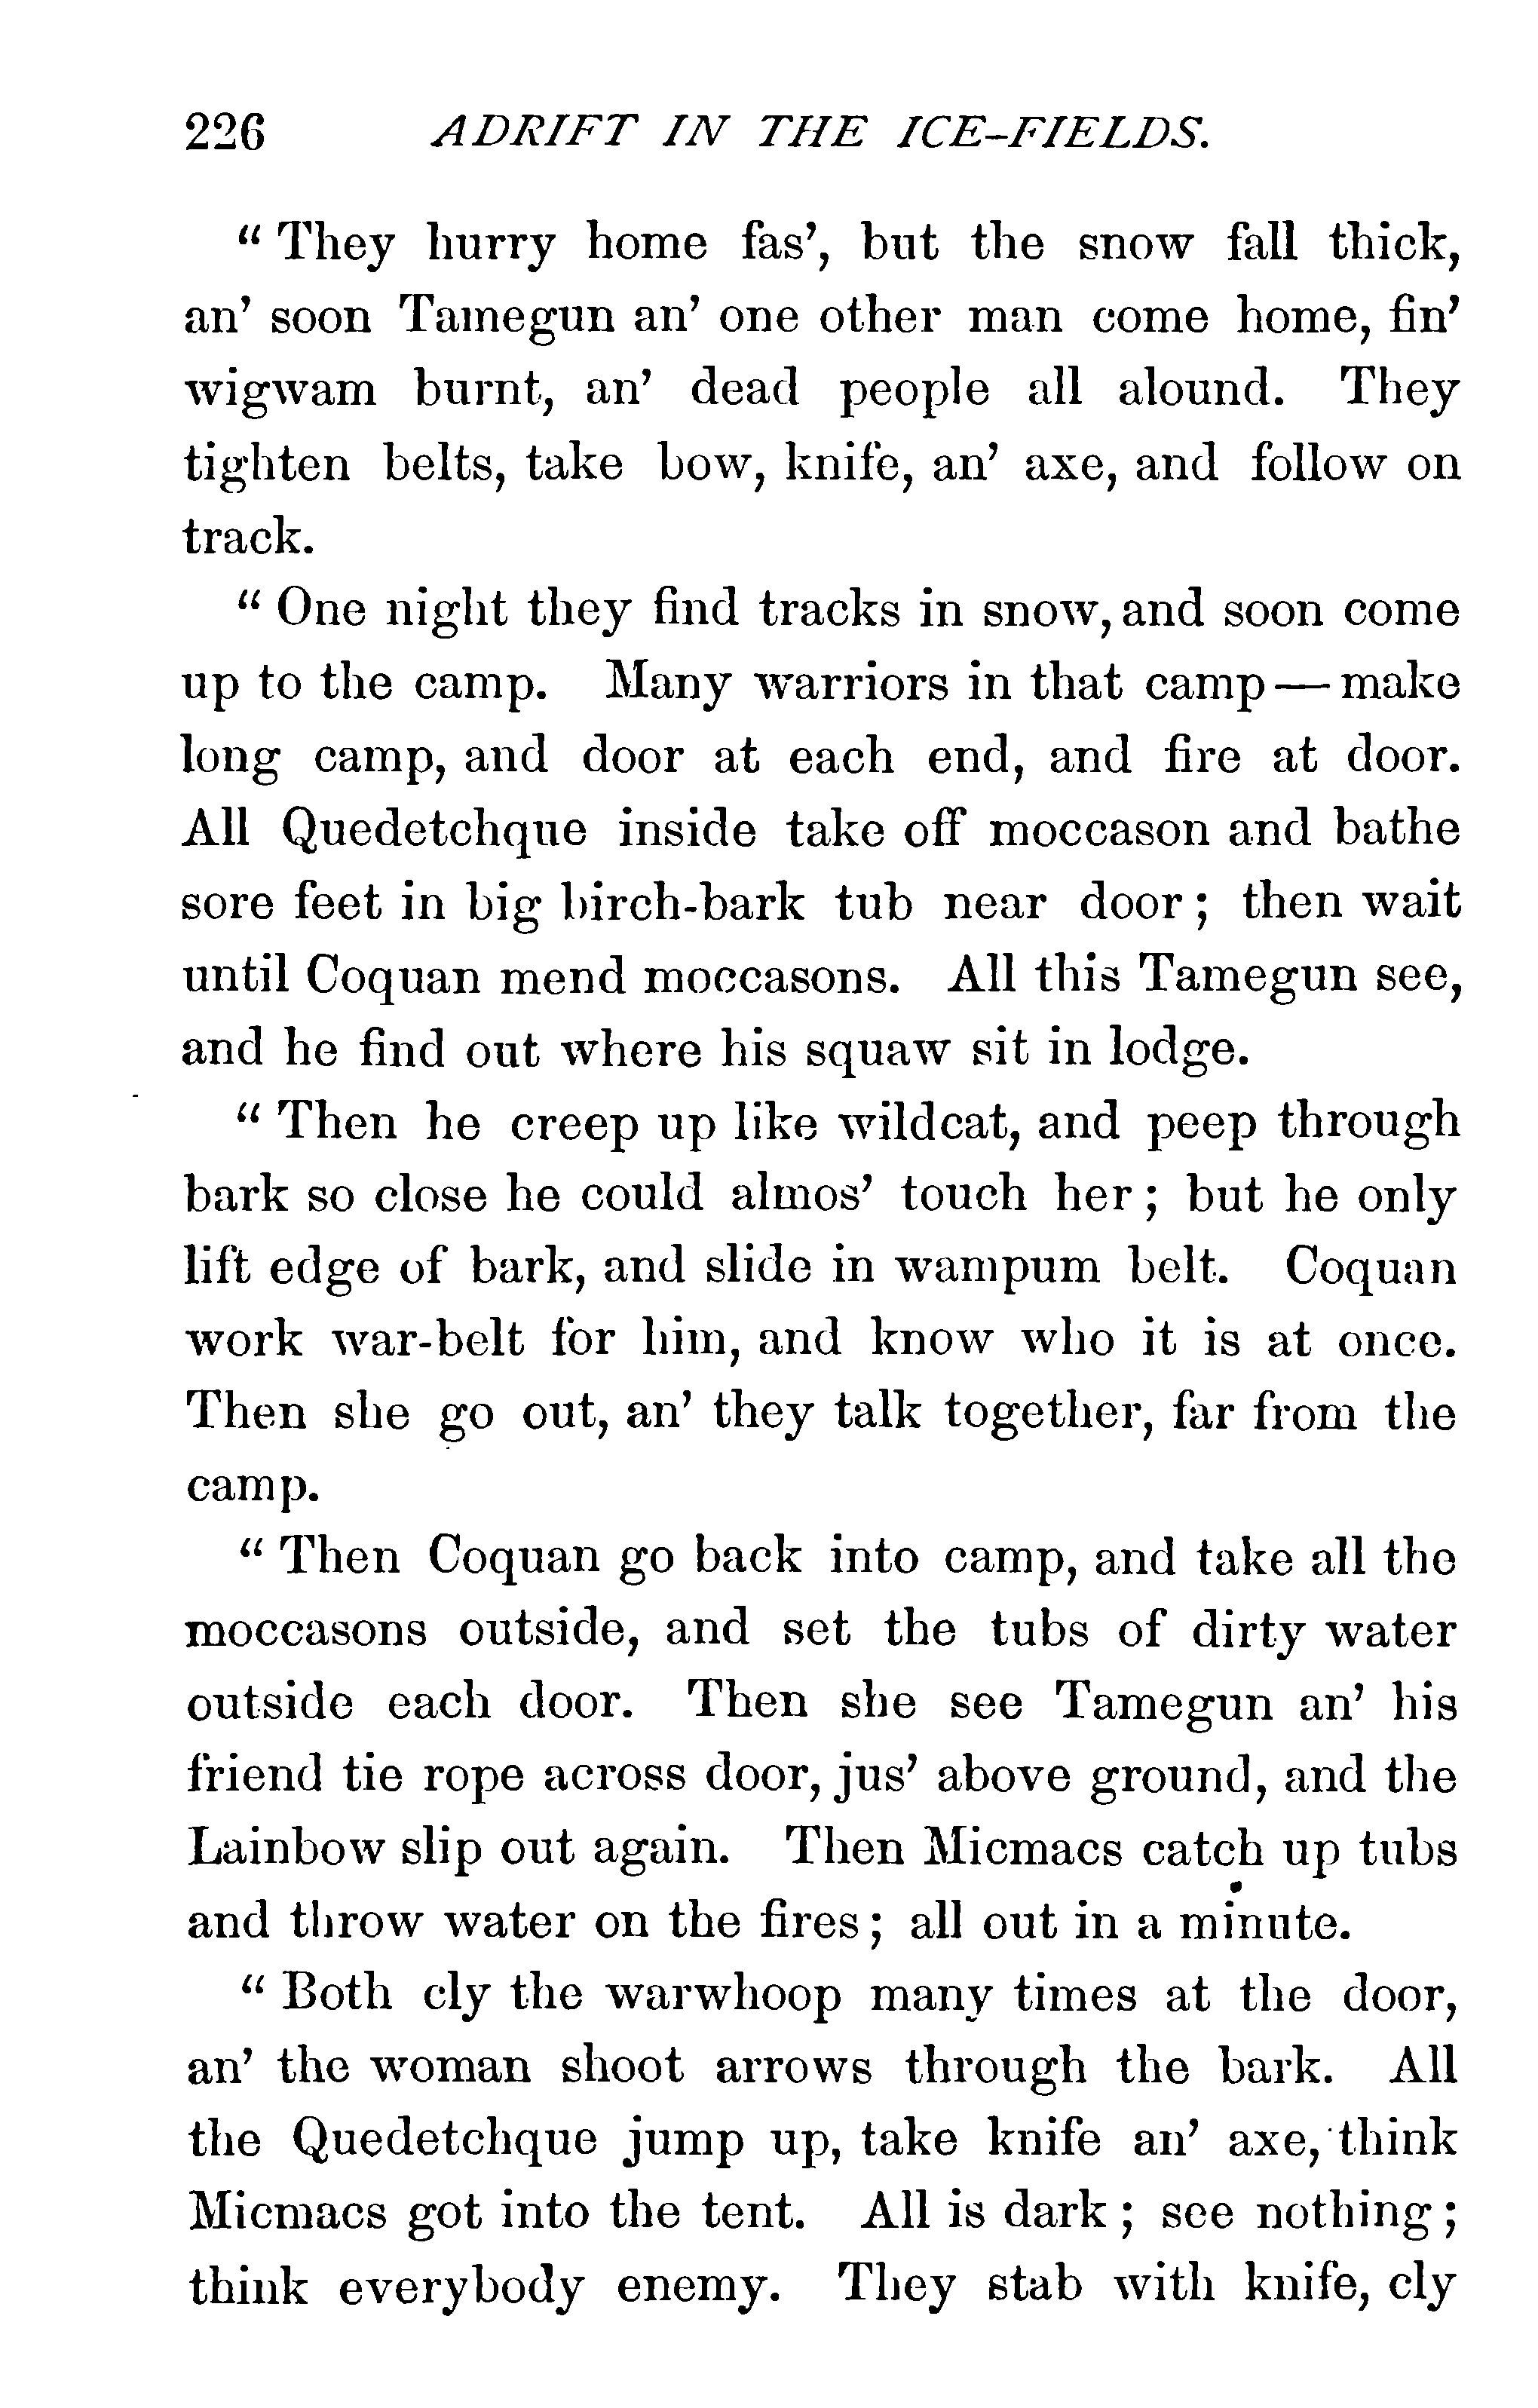 226 ADRIFT IN THE ICE-FIELDS.
“ They hurry home fas’, but the snow fall thick,
an’ soon Tamegun an’ one other man come home, fin’
wigwam burnt, an’ dead people all alound. They
tighten belts, take bow, knife, an’ axe, and follow on
track.
“ One night they find tracks in snow, and soon come
up to the camp. Many warriors in that camp — make
long camp, and door at each end, and fire at door.
All Quedetchque inside take off moccason and bathe
sore feet in big birch-bark tub near door ; then wait
until Coquan mend moccasons. All this Tamegun see,
and he find out where his squaw sit in lodge.
“ Then he creep up like wildcat, and peep through
bark so close he could almos’ touch her ; but he only
lift edge of bark, and slide in wampum belt. Coquan
work war-belt for him, and know who it is at once.
Then she go out, an’ they talk together, far from the
camp.
“ Then Coquan go back into camp, and take all the
moccasons outside, and set the tubs of dirty water
outside each door. Then she see Tamegun an’ his
friend tie rope across door, jus’ above ground, and the
Lainbow slip out again. Then Micmacs catch up tubs
and throw water on the fires ; all out in a minute.
“ Both cly the warwhoop many times at the door,
an’ the woman shoot arrows through the bark. All
the Quedetchque jump up, take knife an’ axe, think
Micmacs got into the tent. All is dark ; see nothing ;
think everybody enemy. They stab with knife, cly